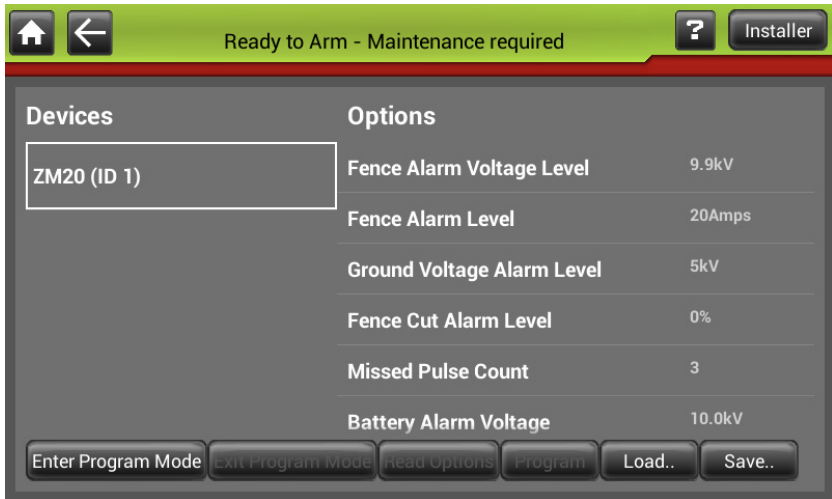 Ready to Arm - Maintenance required
?
Installer
Devices
Options
ZM20 (ID 1)
Fence Alarm Voltage Level 9.9kV
Fence Alarm Level 20Amps
Ground Voltage Alarm Level 5kV
Fence Cut Alarm Level 0%
Missed Pulse Count 3
Battery Alarm Voltage 10.0kV
Enter Program Mode Exit Program Mode Read Options Program Load.. Save..